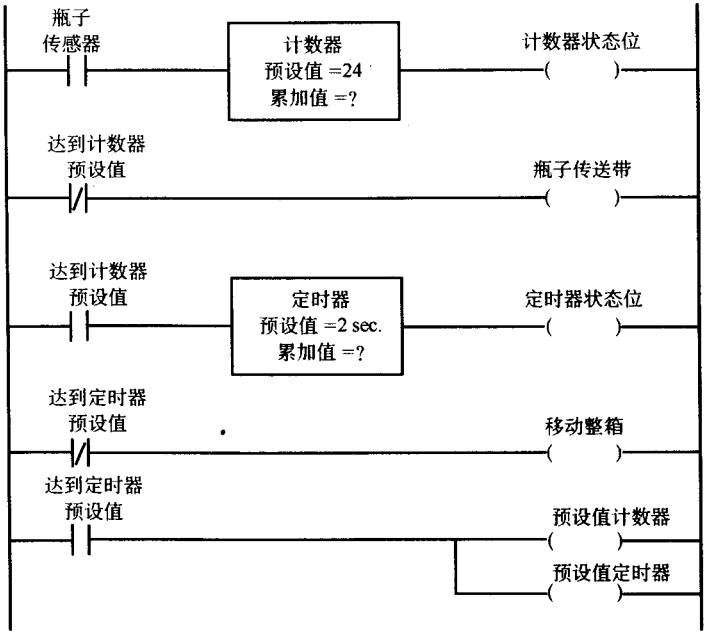 瓶子
传感器
计数器
预设值 =24
累加值 =?
计数器状态位
达到计数器
预设值
瓶子传送带
达到计数器
预设值
定时器
预设值 =2 sec.
累加值 =?
定时器状态位
达到定时器
预设值
移动整箱
达到定时器
预设值
预设值计数器
预设值定时器